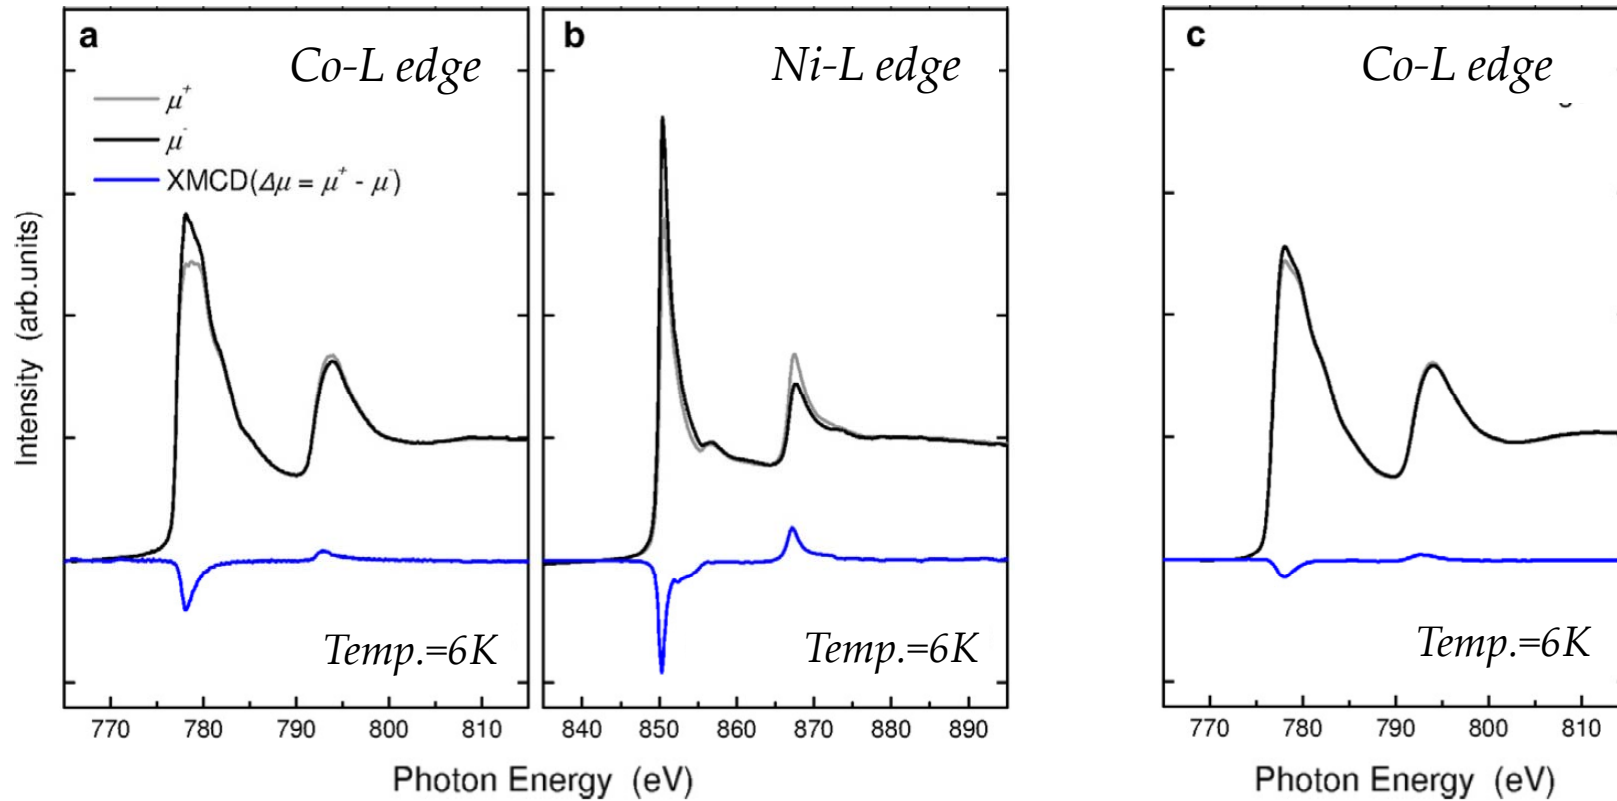 a
Co-L edge
μ⁺
μ⁻
XMCD(Δμ = μ⁺ - μ⁻)
Temp.=6K
b
Ni-L edge
Temp.=6K
c
Co-L edge
Temp.=6K
Intensity (arb.units)
770 780 790 800 810
840 850 860 870 880 890
770 780 790 800 810
Photon Energy (eV)
Photon Energy (eV)